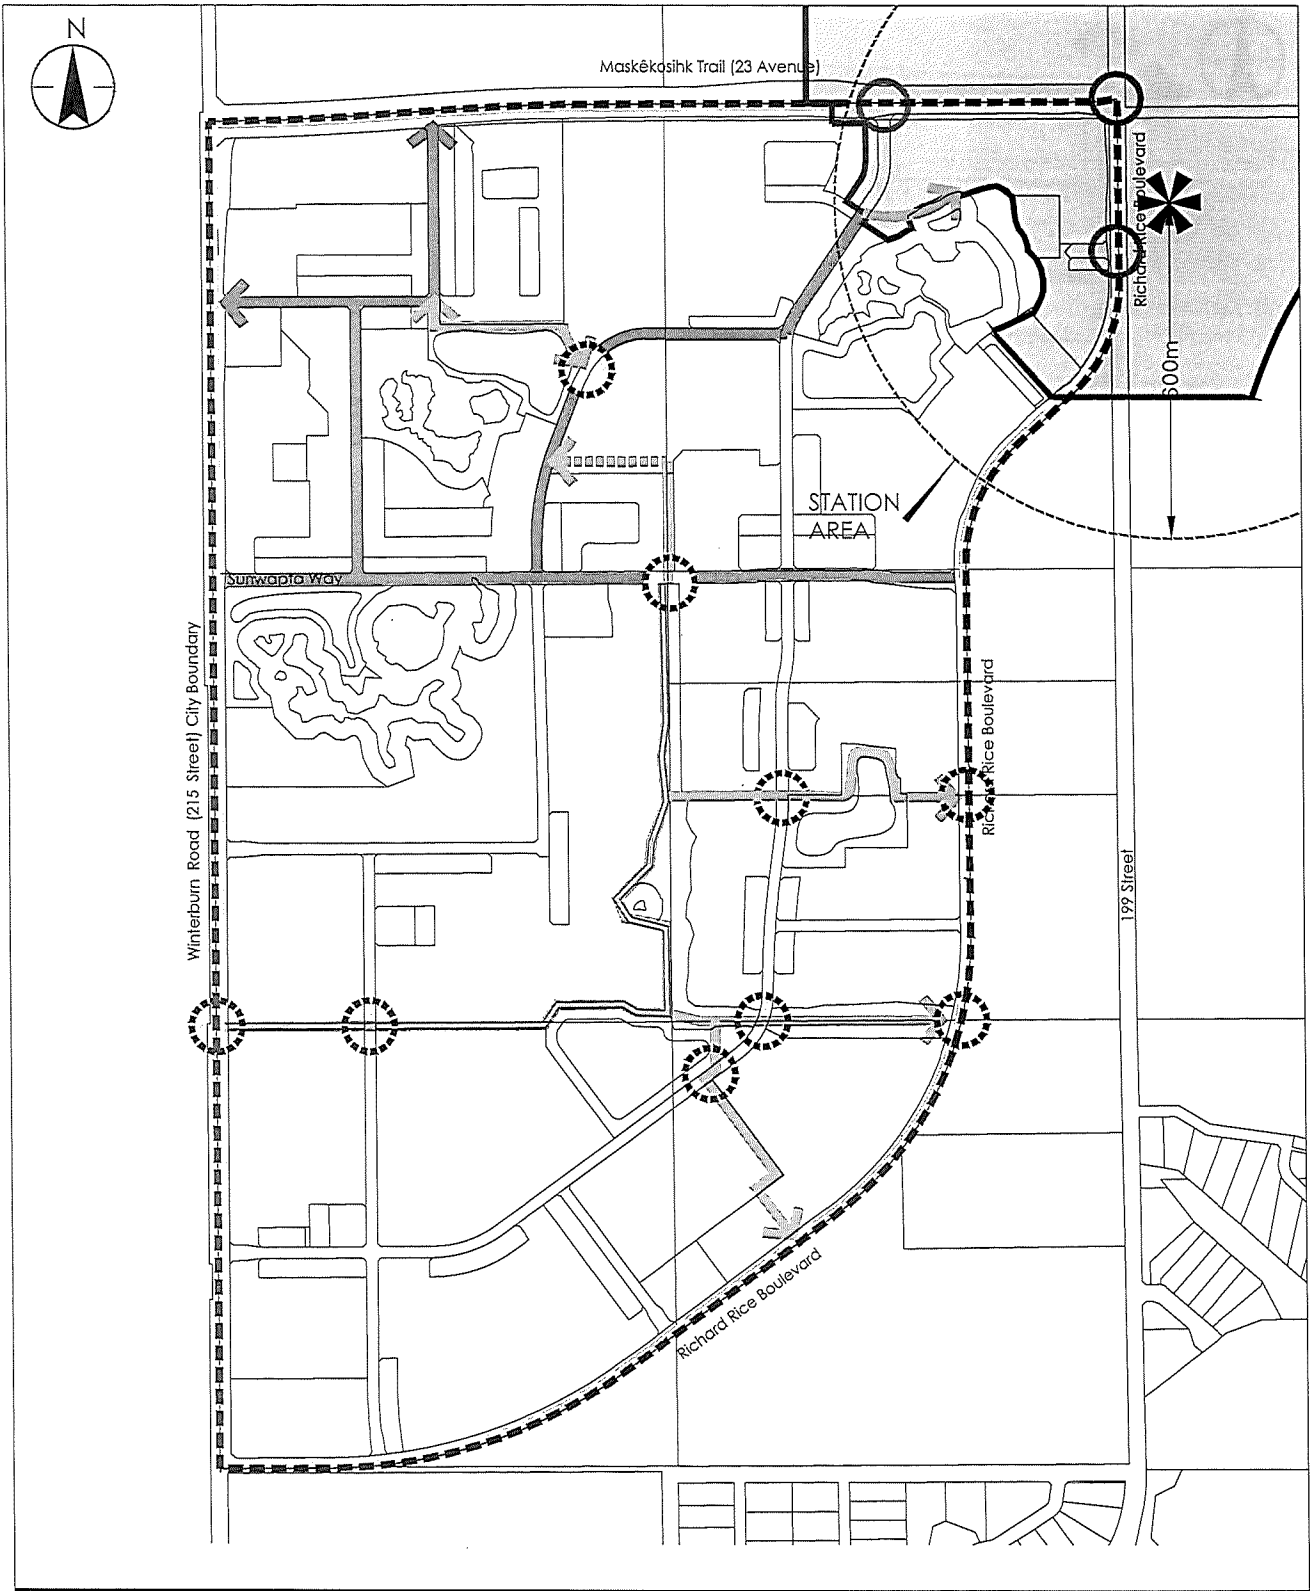 N
Maskêkosihk Trail (23 Avenue)
Richard Rice Boulevard
600m
STATION
AREA
Sunwapta Way
Winterburn Road (215 Street) City Boundary
Richard Rice Boulevard
199 Street
Richard Rice Boulevard